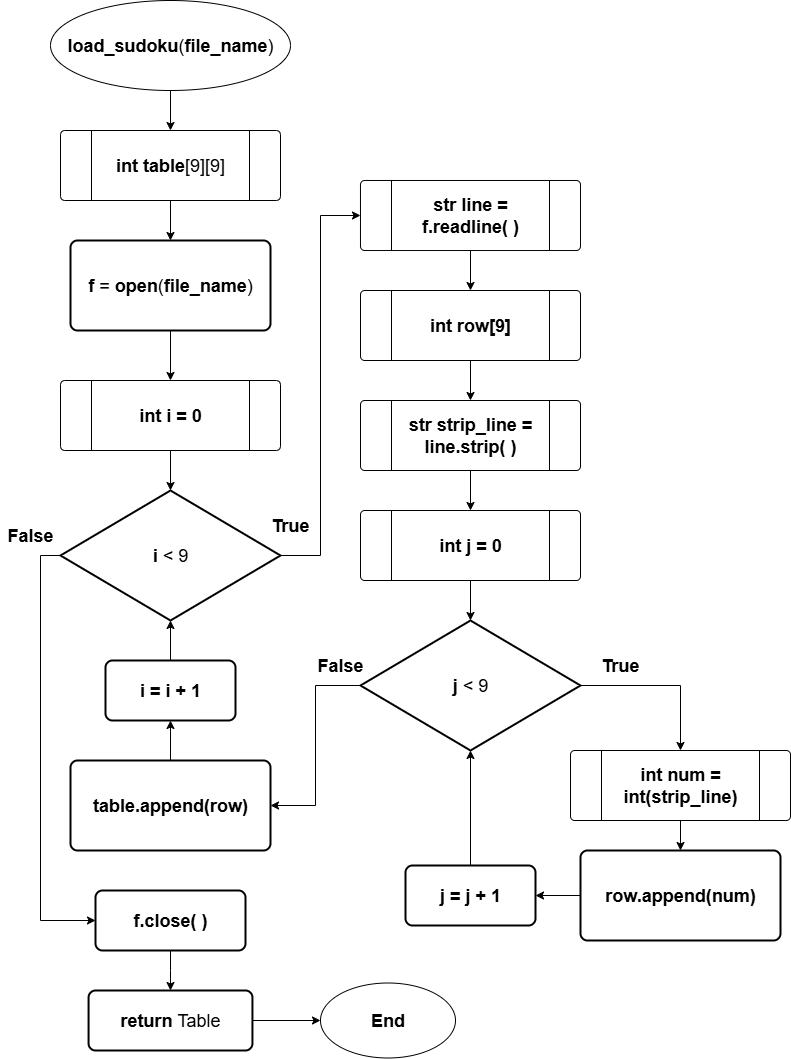 load_sudoku(file_name)
int table[9][9]
f = open(file_name)
int i = 0
i < 9
False
True
str line =
f.readline( )
int row[9]
str strip_line =
line.strip( )
int j = 0
j < 9
False
True
int num =
int(strip_line)
row.append(num)
j = j + 1
table.append(row)
i = i + 1
f.close( )
return Table
End